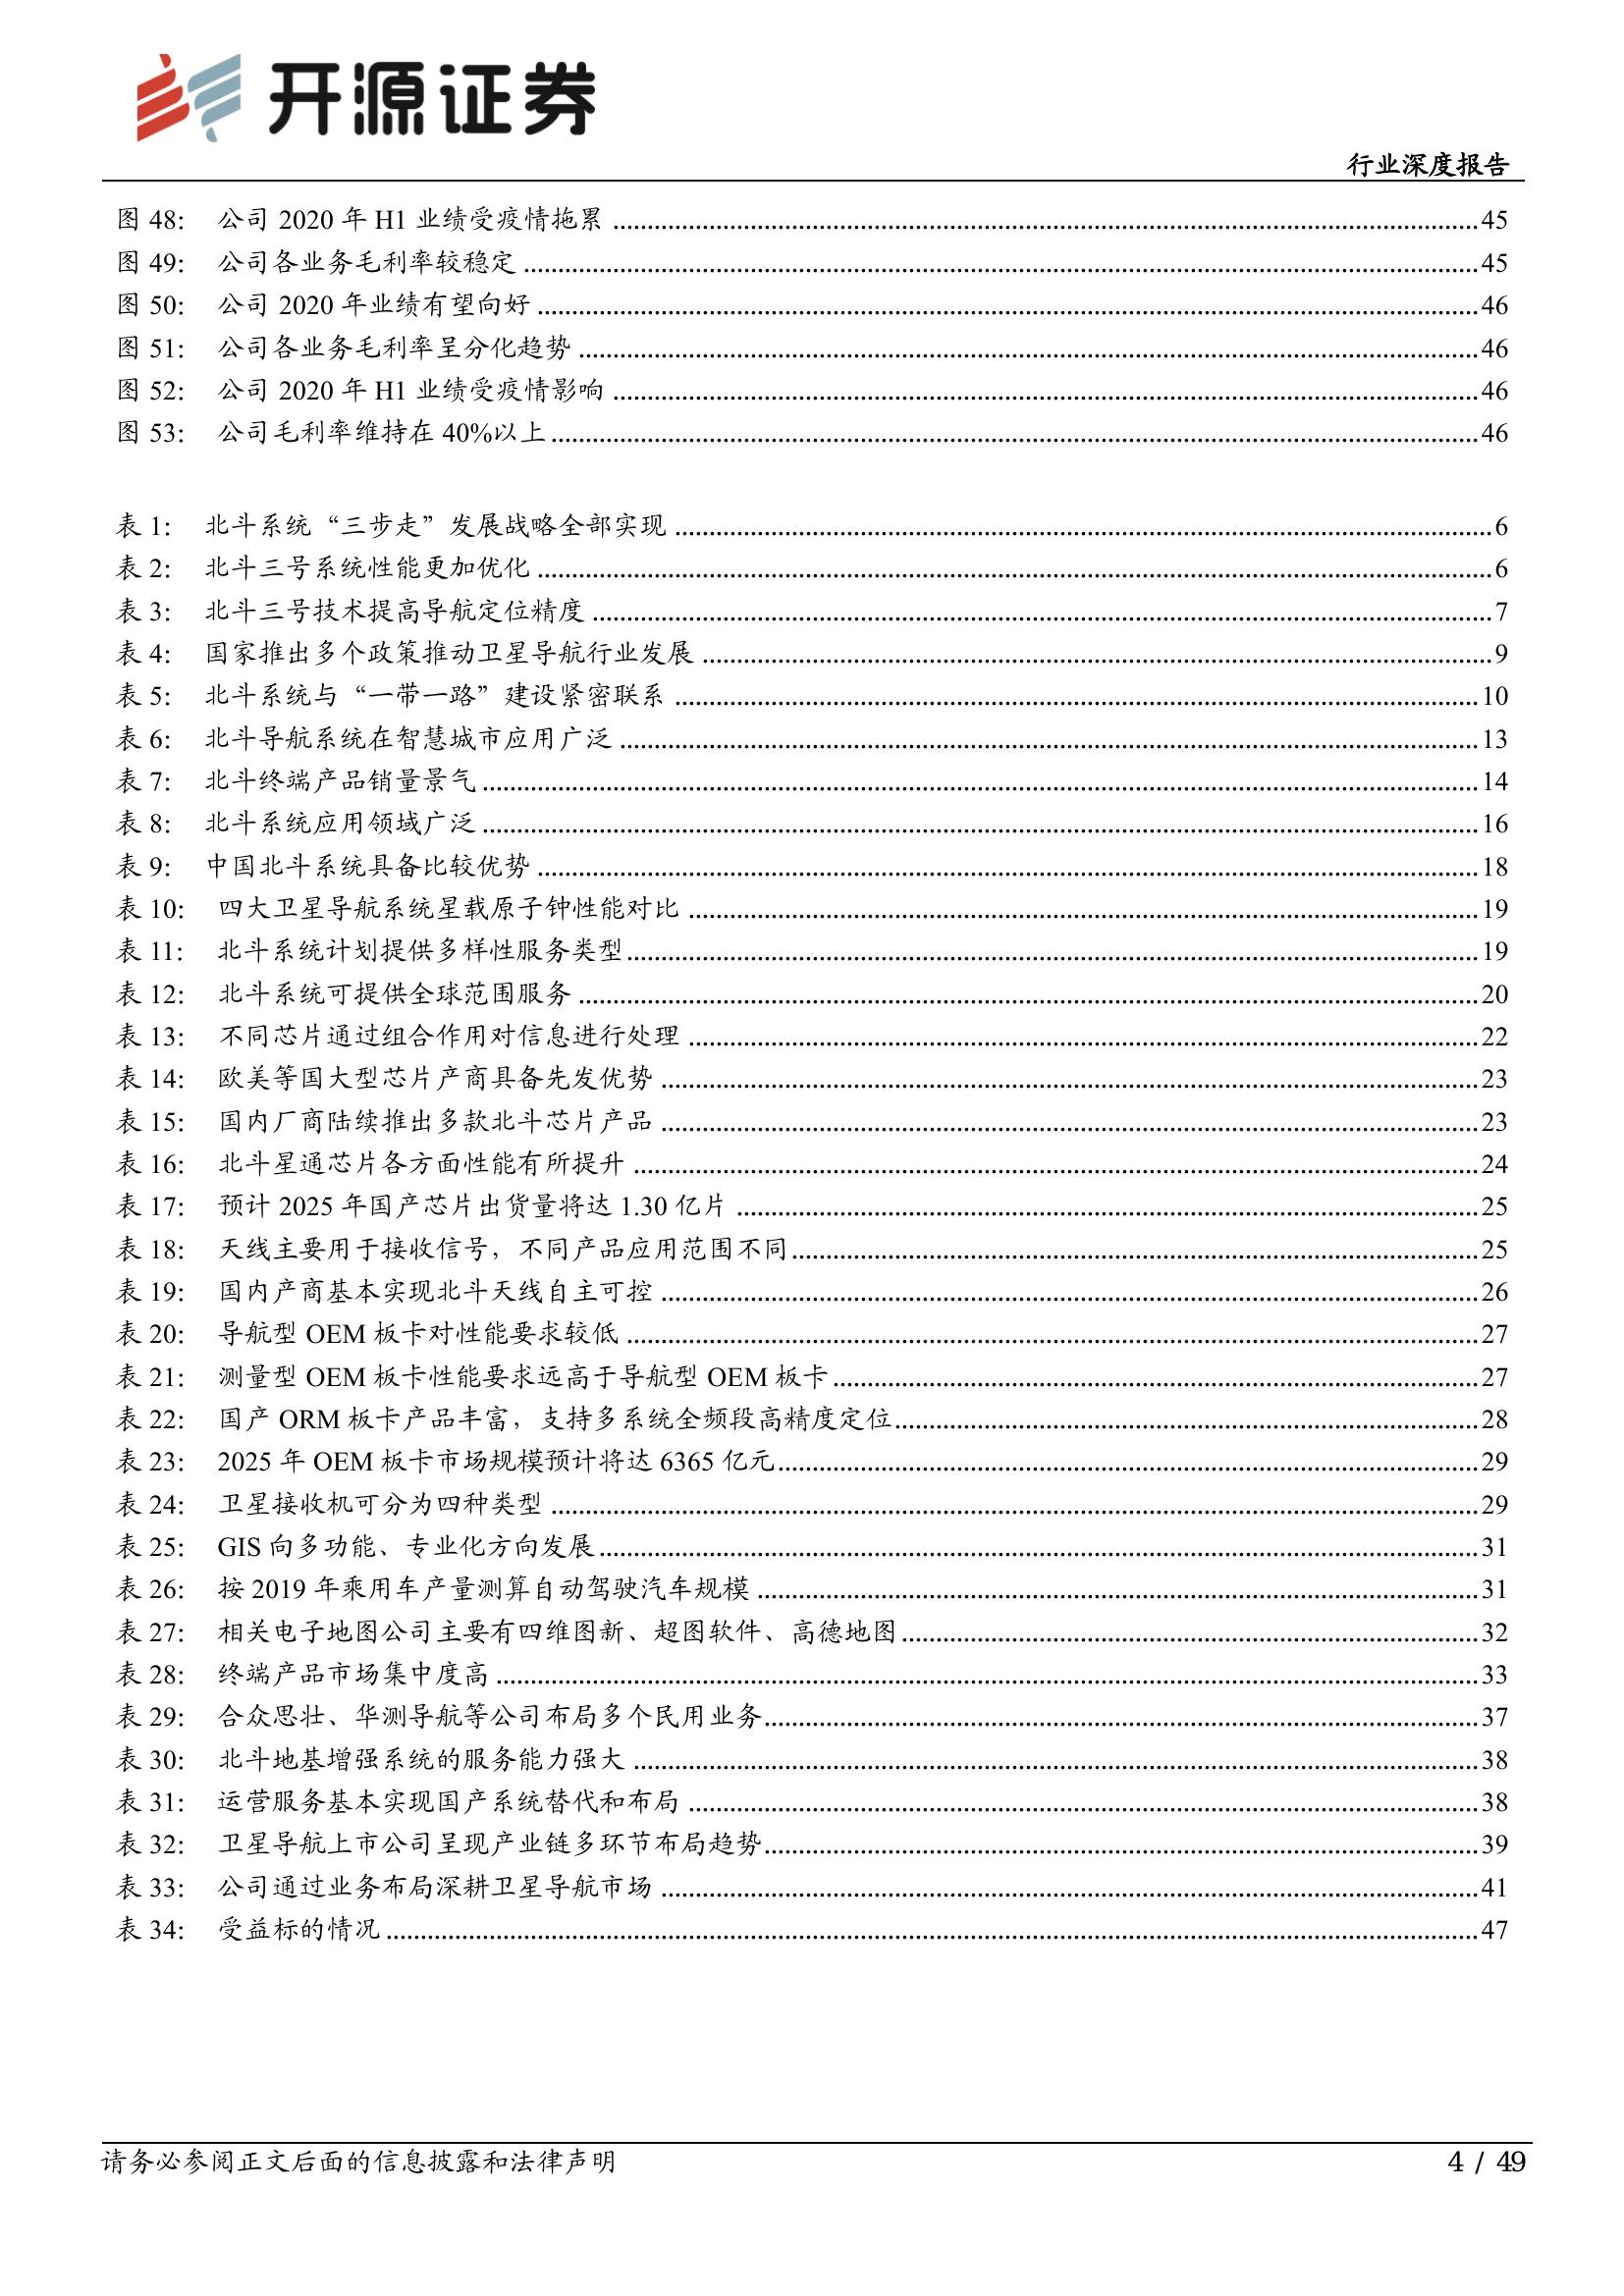 开源证券
行业深度报告
图 48: 公司 2020 年 H1 业绩受疫情拖累 45
图 49: 公司各业务毛利率较稳定 45
图 50: 公司 2020 年业绩有望向好 46
图 51: 公司各业务毛利率呈分化趋势 46
图 52: 公司 2020 年 H1 业绩受疫情影响 46
图 53: 公司毛利率维持在 40%以上 46
表 1: 北斗系统“三步走”发展战略全部实现 6
表 2: 北斗三号系统性能更加优化 6
表 3: 北斗三号技术提高导航定位精度 7
表 4: 国家推出多个政策推动卫星导航行业发展 9
表 5: 北斗系统与“一带一路”建设紧密联系 10
表 6: 北斗导航系统在智慧城市应用广泛 13
表 7: 北斗终端产品销量景气 14
表 8: 北斗系统应用领域广泛 16
表 9: 中国北斗系统具备比较优势 18
表 10: 四大卫星导航系统星载原子钟性能对比 19
表 11: 北斗系统计划提供多样性服务类型 19
表 12: 北斗系统可提供全球范围服务 20
表 13: 不同芯片通过组合作用对信息进行处理 22
表 14: 欧美等国大型芯片产商具备先发优势 23
表 15: 国内厂商陆续推出多款北斗芯片产品 23
表 16: 北斗星通芯片各方面性能有所提升 24
表 17: 预计 2025 年国产芯片出货量将达 1.30 亿片 25
表 18: 天线主要用于接收信号，不同产品应用范围不同 25
表 19: 国内产商基本实现北斗天线自主可控 26
表 20: 导航型 OEM 板卡对性能要求较低 27
表 21: 测量型 OEM 板卡性能要求远高于导航型 OEM 板卡 27
表 22: 国产 ORM 板卡产品丰富，支持多系统全频段高精度定位 28
表 23: 2025 年 OEM 板卡市场规模预计将达 6365 亿元 29
表 24: 卫星接收机可分为四种类型 29
表 25: GIS 向多功能、专业化方向发展 31
表 26: 按 2019 年乘用车产量测算自动驾驶汽车规模 31
表 27: 相关电子地图公司主要有四维图新、超图软件、高德地图 32
表 28: 终端产品市场集中度高 33
表 29: 合众思壮、华测导航等公司布局多个民用业务 37
表 30: 北斗地基增强系统的服务能力强大 38
表 31: 运营服务基本实现国产系统替代和布局 38
表 32: 卫星导航上市公司呈现产业链多环节布局趋势 39
表 33: 公司通过业务布局深耕卫星导航市场 41
表 34: 受益标的情况 47
请务必参阅正文后面的信息披露和法律声明 4 / 49